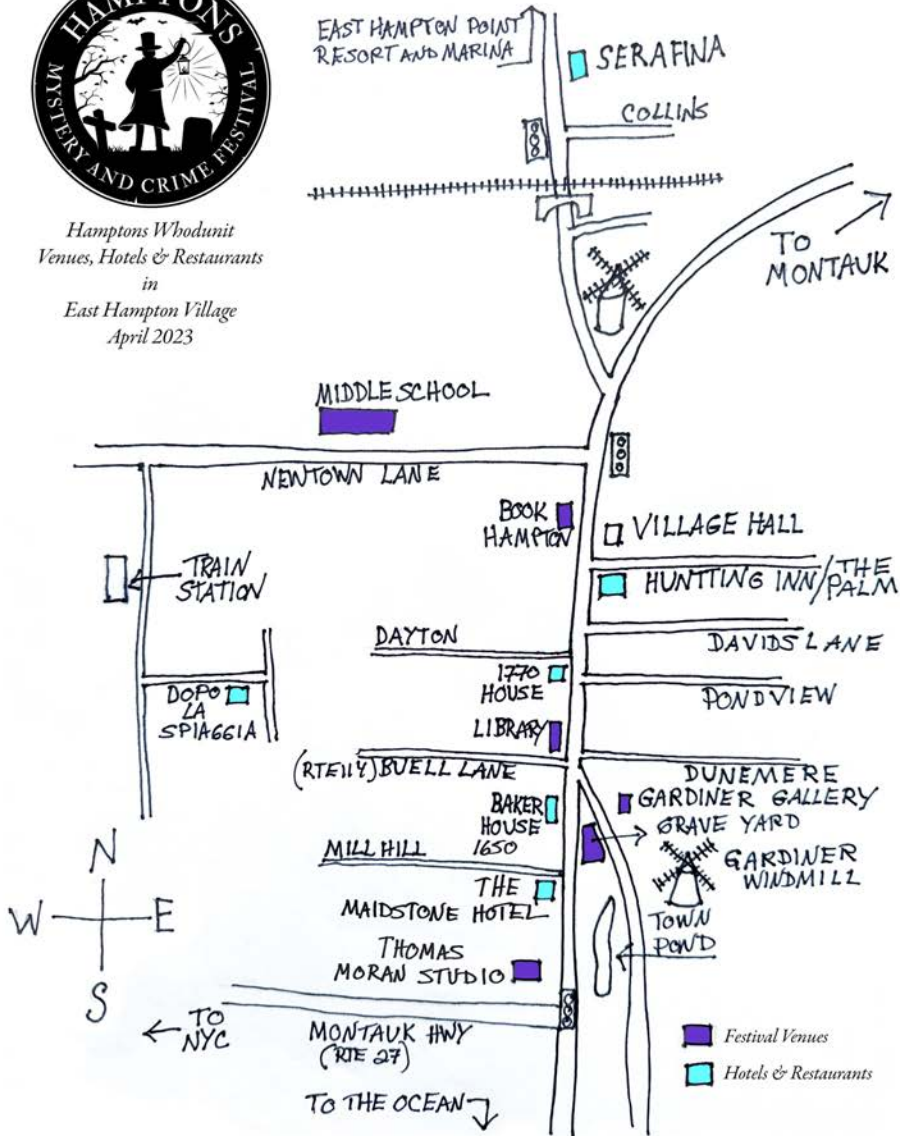 HAMPTONS
MYSTERY AND CRIME FESTIVAL
Hamptons Whodunit
Venues, Hotels & Restaurants
in
East Hampton Village
April 2023
EAST HAMPTON POINT
RESORT AND MARINA
SERAFINA
COLLINS
TO
MONTAUK
MIDDLE SCHOOL
NEWTOWN LANE
BOOK
HAMPTON
VILLAGE HALL
TRAIN
STATION
HUNTTING INN/THE
PALM
DAYTON
DAVIDS LANE
1770
HOUSE
DOPO
LA
SPIAGGIA
PONDVIEW
LIBRARY
(RTE 114) BUELL LANE
DUNEMERE
GARDINER GALLERY
BAKER
HOUSE
1650
GRAVE YARD
MILL HILL
GARDINER
WINDMILL
THE
MAIDSTONE HOTEL
TOWN
POND
N
W
E
S
THOMAS
MORAN STUDIO
TO
NYC
MONTAUK HWY
(RTE 27)
Festival Venues
Hotels & Restaurants
TO THE OCEAN